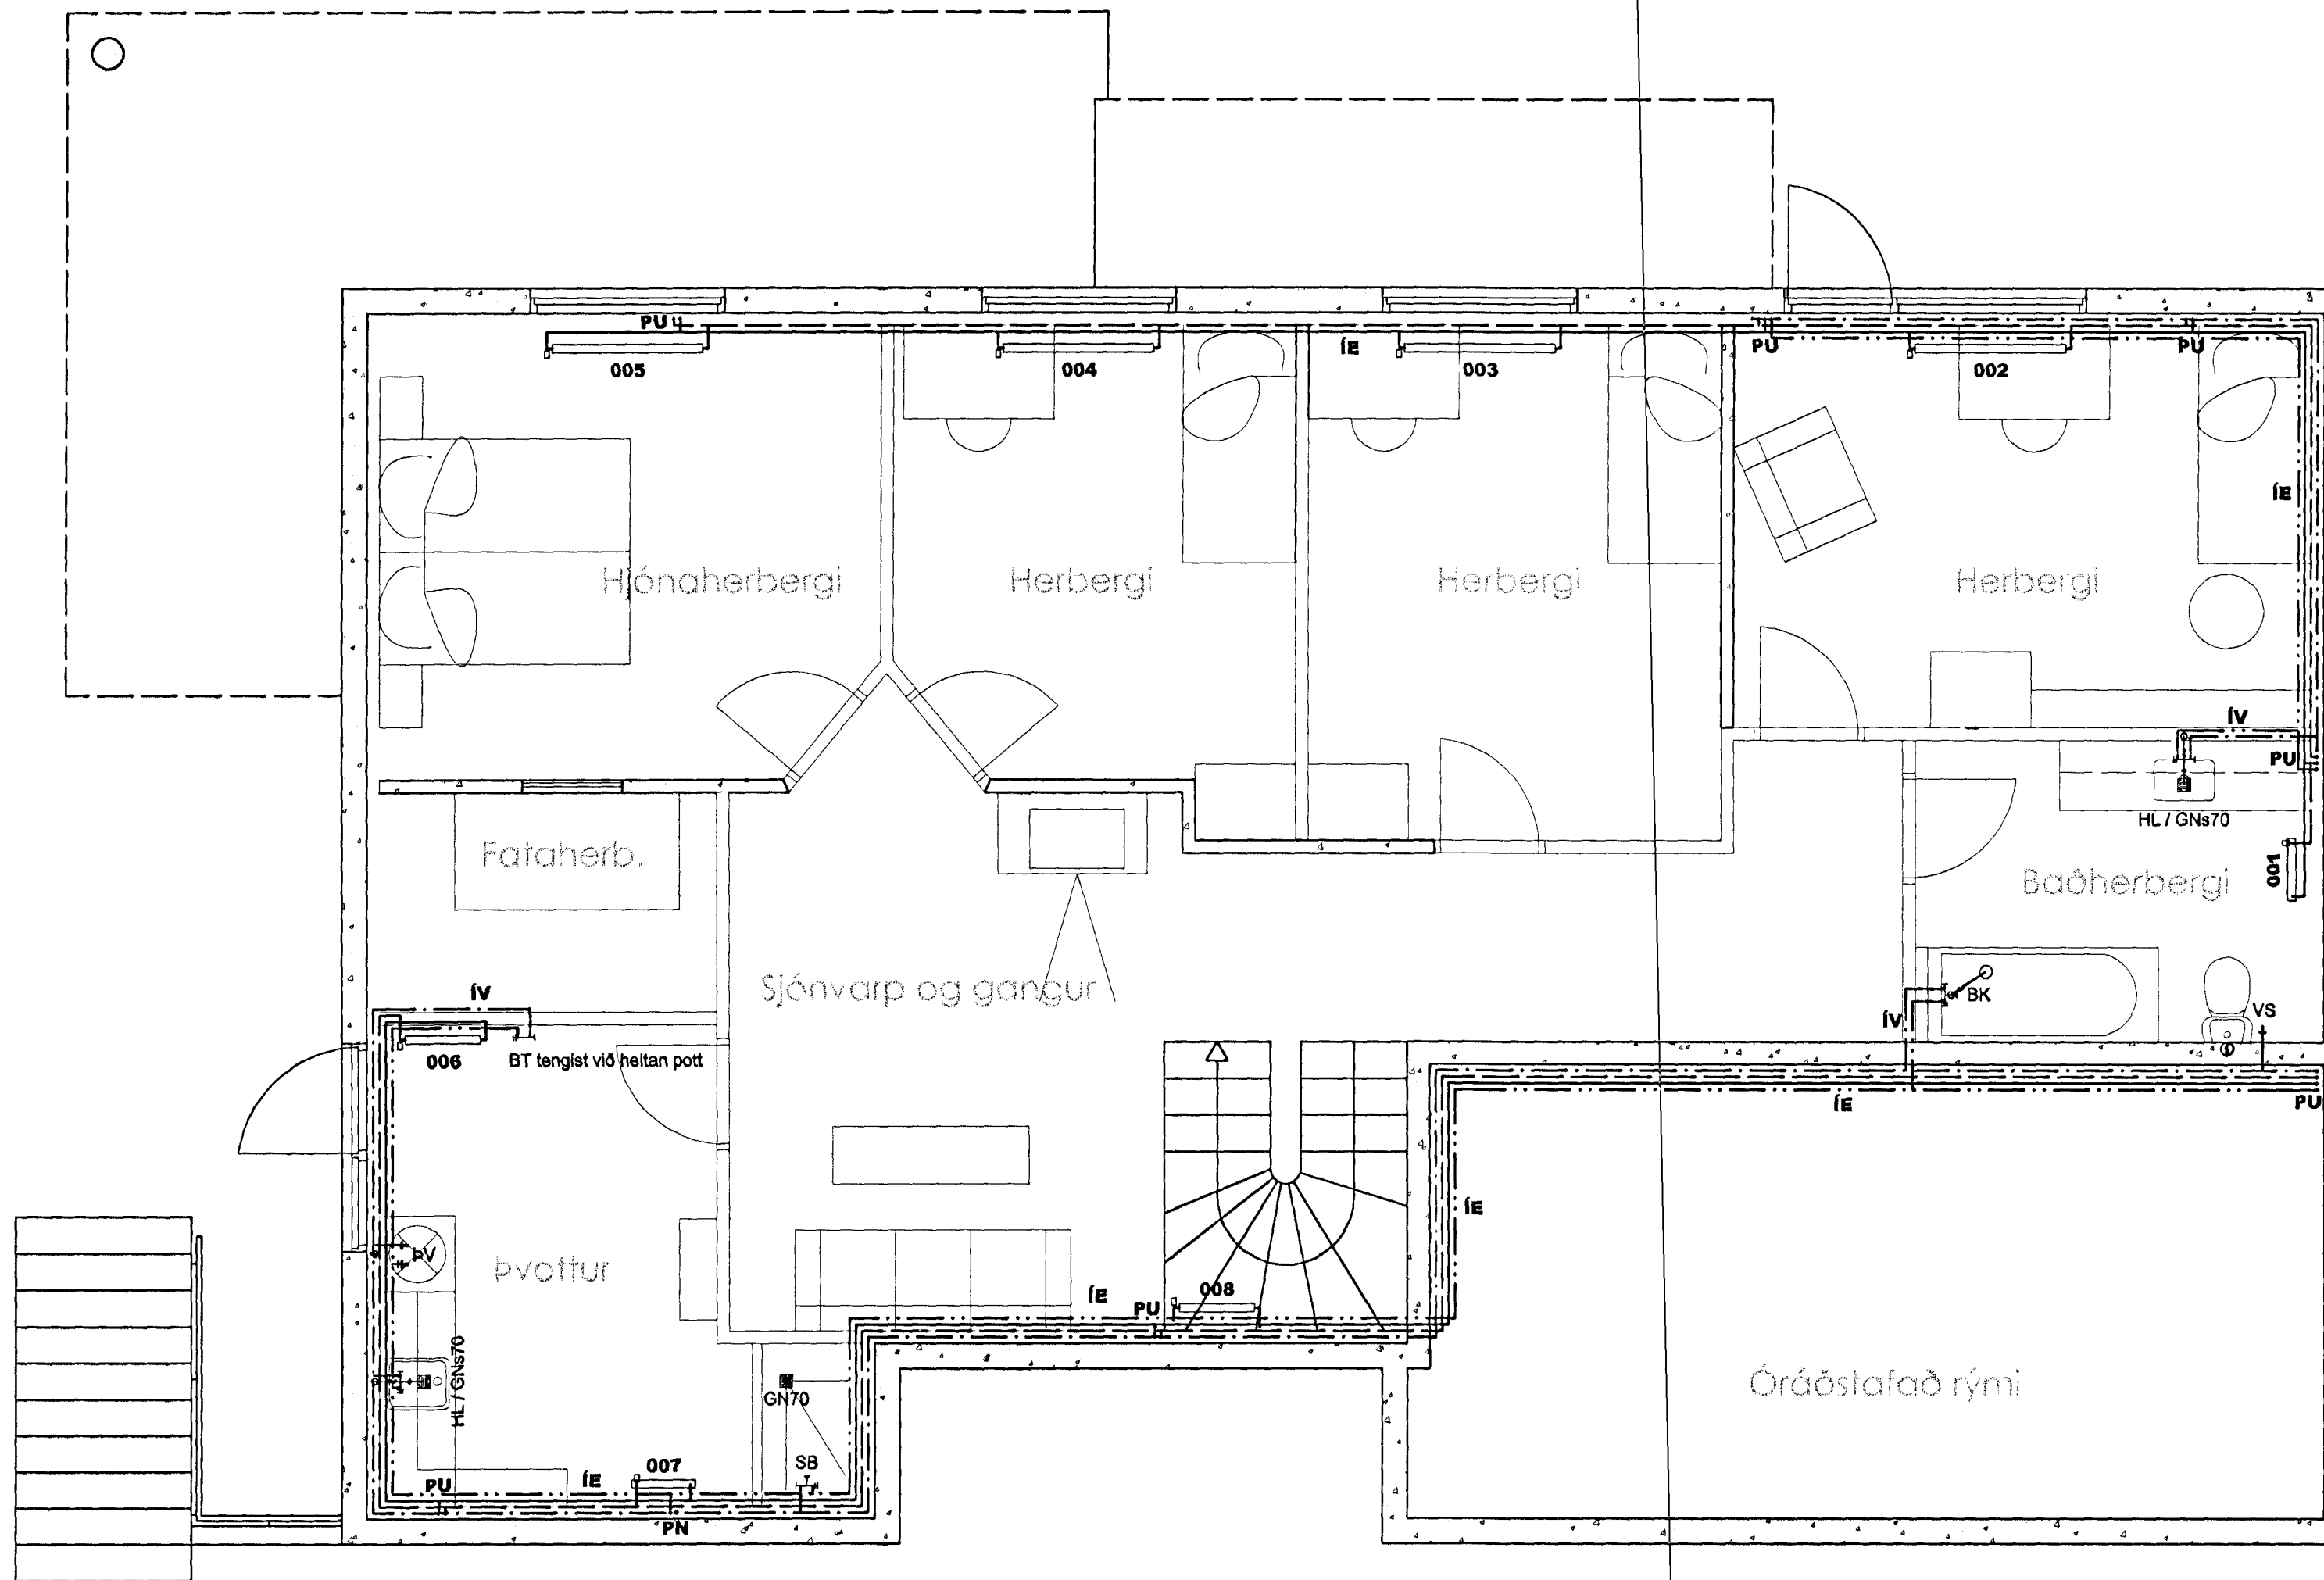 PU
005
004
ÍE
003
PU
002
PU
ÍE
Hjónaherbergi
Herbergi
Herbergi
Herbergi
ÍV
PU
HL / GNs70
Fataherb.
001
Baðherbergi
Sjónvarp og gangur
ÍV
BK
VS
ÍV
006
BT tengist við heitan pott
ÍE
PU
ÍE
ÞV
Þvottur
008
ÍE
PU
HL / GNs70
GN70
Óráðstafað rými
007
SB
PU
ÍE
PN